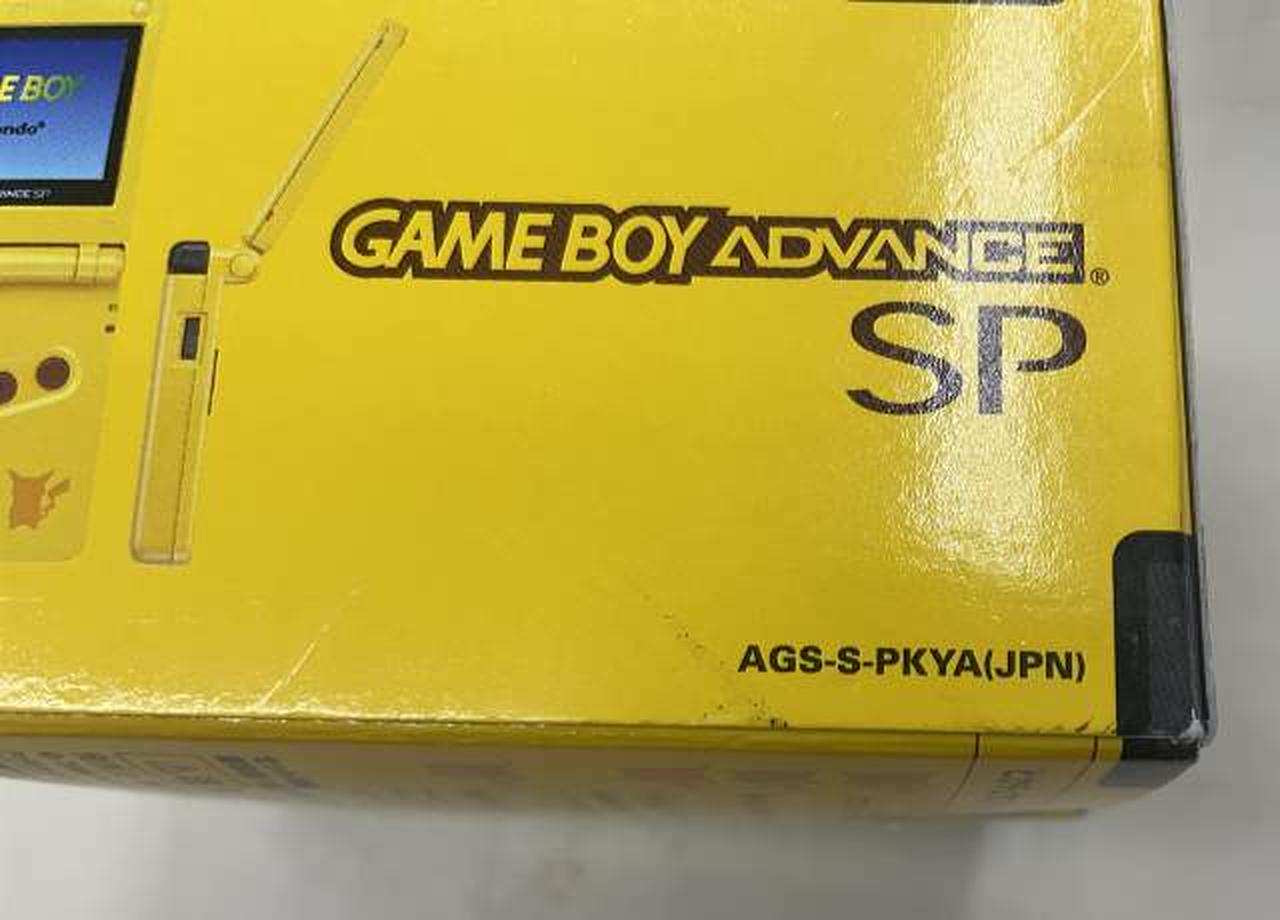 E BOY
ndo®
ANCE SP
GAME BOY ADVANCE®
SP
AGS-S-PKYA(JPN)